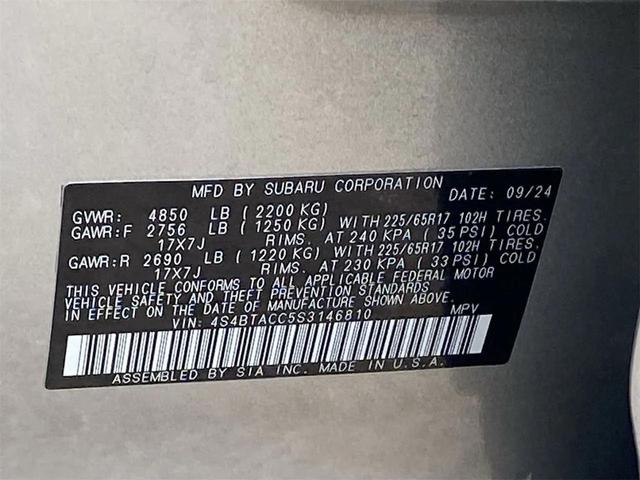 MFD BY SUBARU CORPORATION DATE: 09/24
GVWR: 4850 LB (2200 KG)
GAWR:F 2756 LB (1250 KG) WITH 225/65R17 102H TIRES.
17X7J RIMS. AT 240 KPA (35 PSI) COLD
GAWR:R 2690 LB (1220 KG) WITH 225/65R17 102H TIRES.
17X7J RIMS. AT 230 KPA (33 PSI) COLD
THIS VEHICLE CONFORMS TO ALL APPLICABLE FEDERAL MOTOR
VEHICLE SAFETY AND THEFT PREVENTION STANDARDS
IN EFFECT ON THE DATE OF MANUFACTURE SHOWN ABOVE.
VIN: 4S4BTACC5S3146810 MPV
ASSEMBLED BY SIA INC. MADE IN U.S.A.